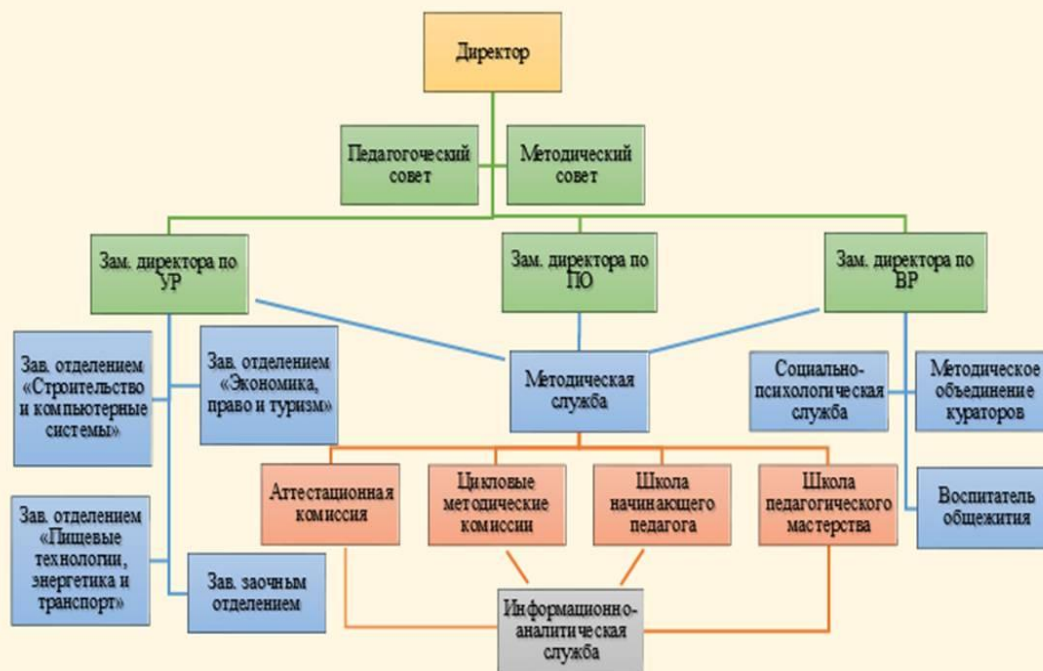 Директор
Педагогоческий
совет
Методический
совет
Зам. директора по
УР
Зам. директора по
ПО
Зам. директора по
ВР
Зав. отделением
«Строительство
и компьютерные
системы»
Зав. отделением
«Экономика,
право и туризм»
Методическая
служба
Социально-
психологическая
служба
Методическое
объединение
кураторов
Аттестационная
комиссия
Цикловые
методические
комиссии
Школа
начинающего
педагога
Школа
педагогического
мастерства
Воспитатель
общежития
Зав. отделением
«Пищевые
технологии,
энергетика и
транспорт»
Зав. заочным
отделением
Информационно-
аналитическая
служба